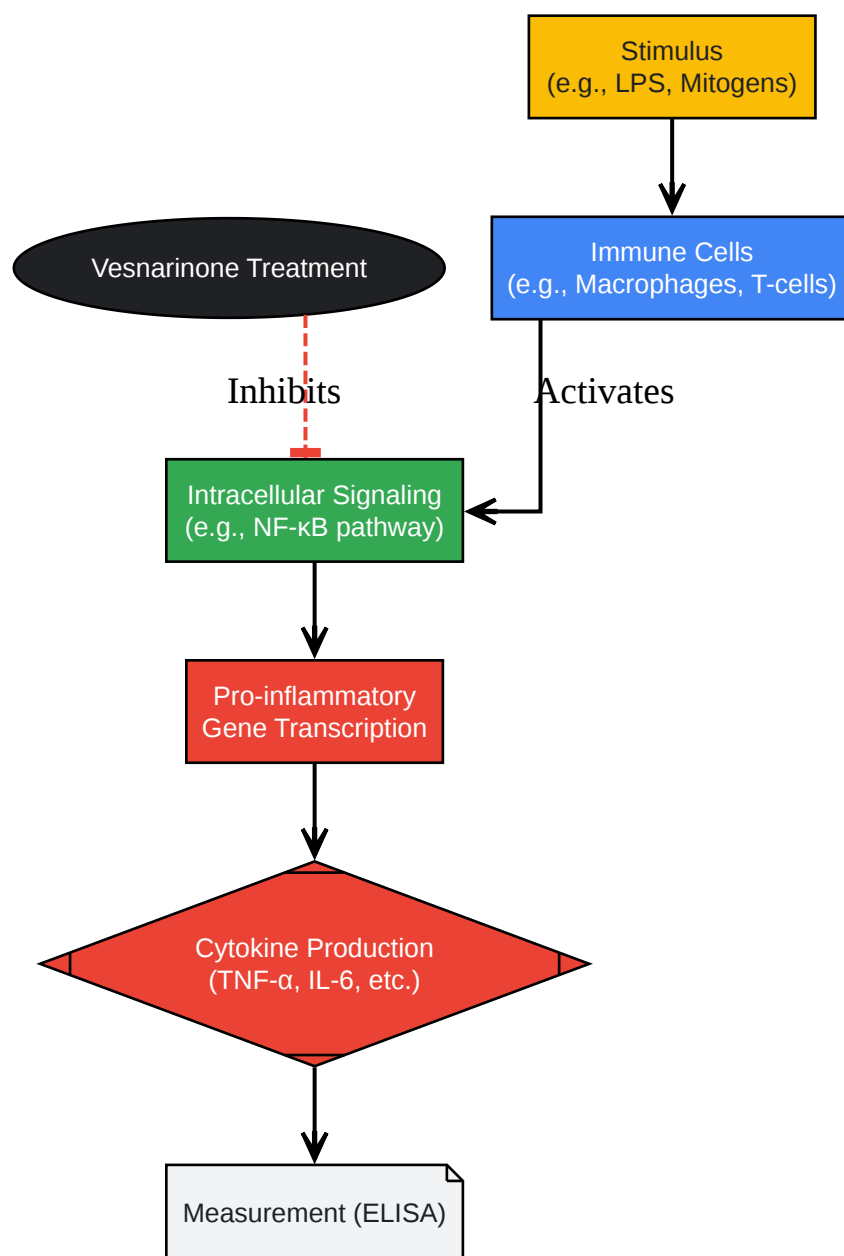 Stimulus
(e.g., LPS, Mitogens)
Vesnarinone Treatment
Immune Cells
(e.g., Macrophages, T-cells)
Inhibits
Activates
Intracellular Signaling
(e.g., NF-κB pathway)
Pro-inflammatory
Gene Transcription
Cytokine Production
(TNF-α, IL-6, etc.)
Measurement (ELISA)